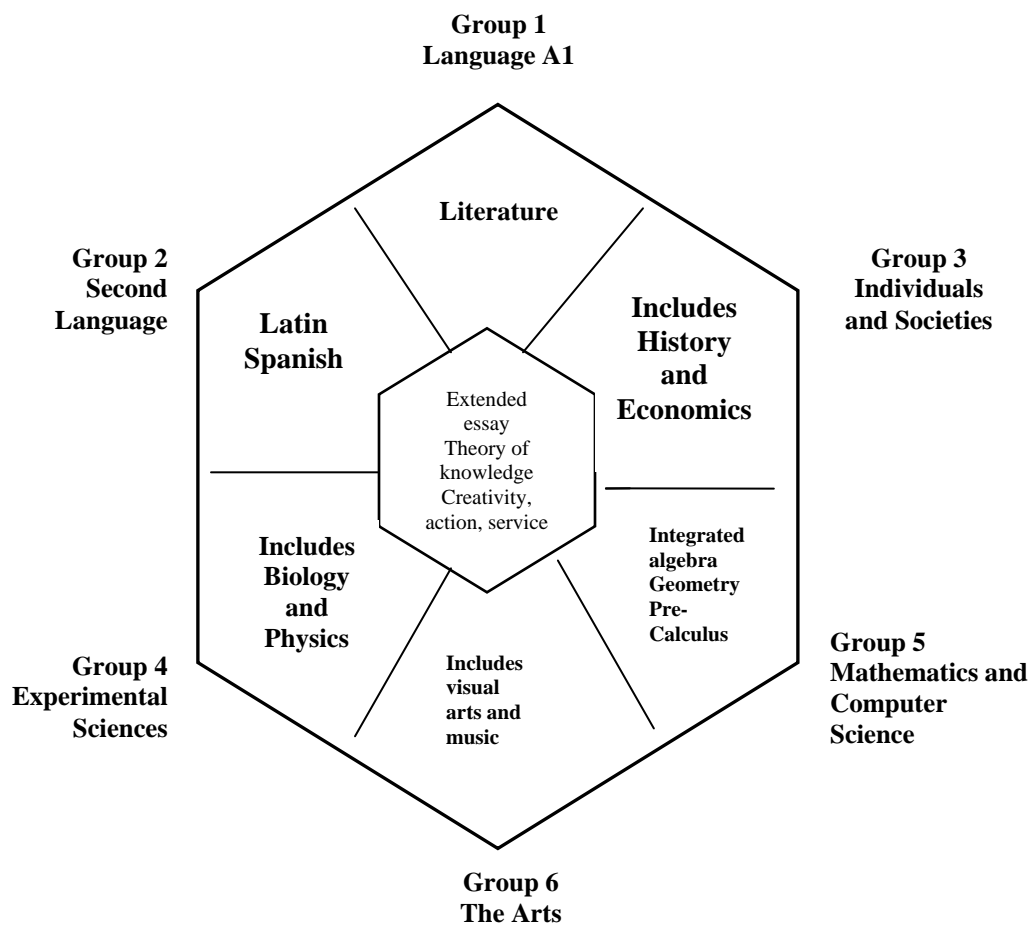 Group 1
Language A1
Literature
Group 2
Second
Language
Group 3
Individuals
and Societies
Latin
Spanish
Includes
History
and
Economics
Extended
essay
Theory of
knowledge
Creativity,
action, service
Includes
Biology
and
Physics
Integrated
algebra
Geometry
Pre-
Calculus
Group 4
Experimental
Sciences
Includes
visual
arts and
music
Group 5
Mathematics and
Computer
Science
Group 6
The Arts